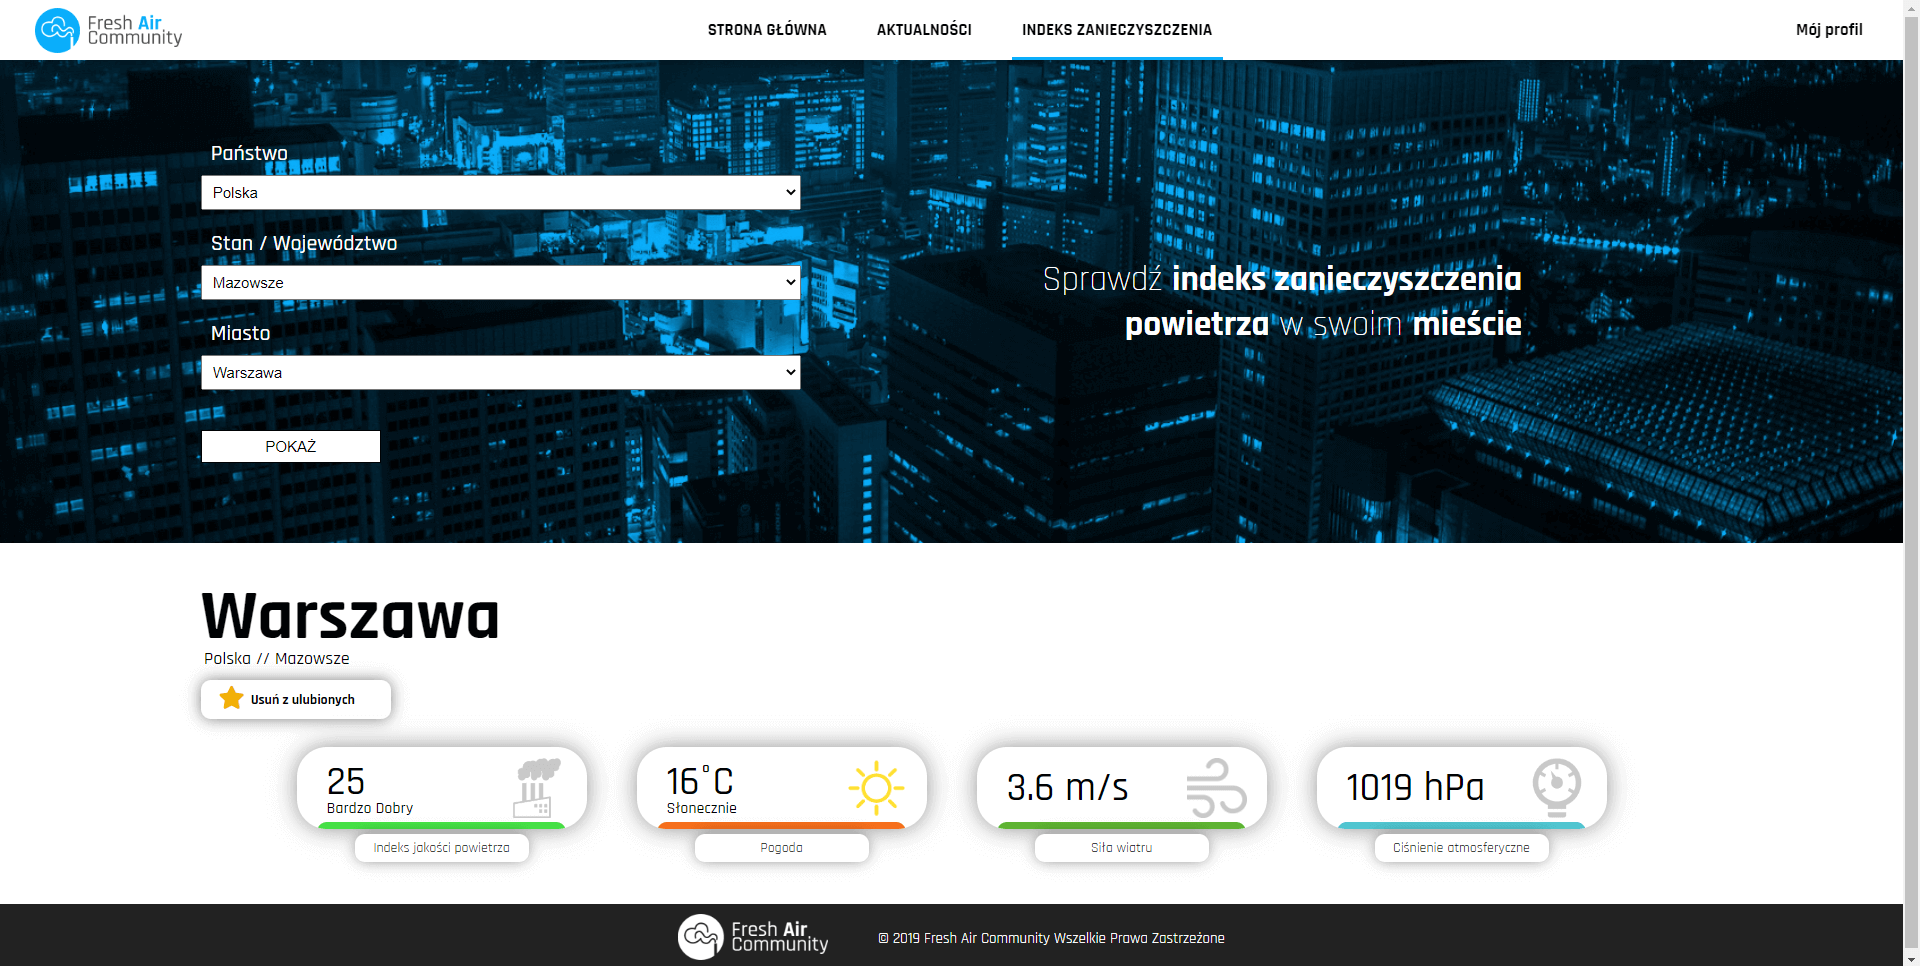 Fresh Air
Community
STRONA GŁÓWNA
AKTUALNOŚCI
INDEKS ZANIECZYSZCZENIA
Mój profil
Państwo
Polska
Stan / Województwo
Mazowsze
Miasto
Warszawa
POKAŻ
Sprawdź indeks zanieczyszczenia
powietrza w swoim mieście
Warszawa
Polska // Mazowsze
Usuń z ulubionych
25
Bardzo Dobry
Indeks jakości powietrza
16°C
Słonecznie
Pogoda
3.6 m/s
Siła wiatru
1019 hPa
Ciśnienie atmosferyczne
Fresh Air
Community
© 2019 Fresh Air Community Wszelkie Prawa Zastrzeżone